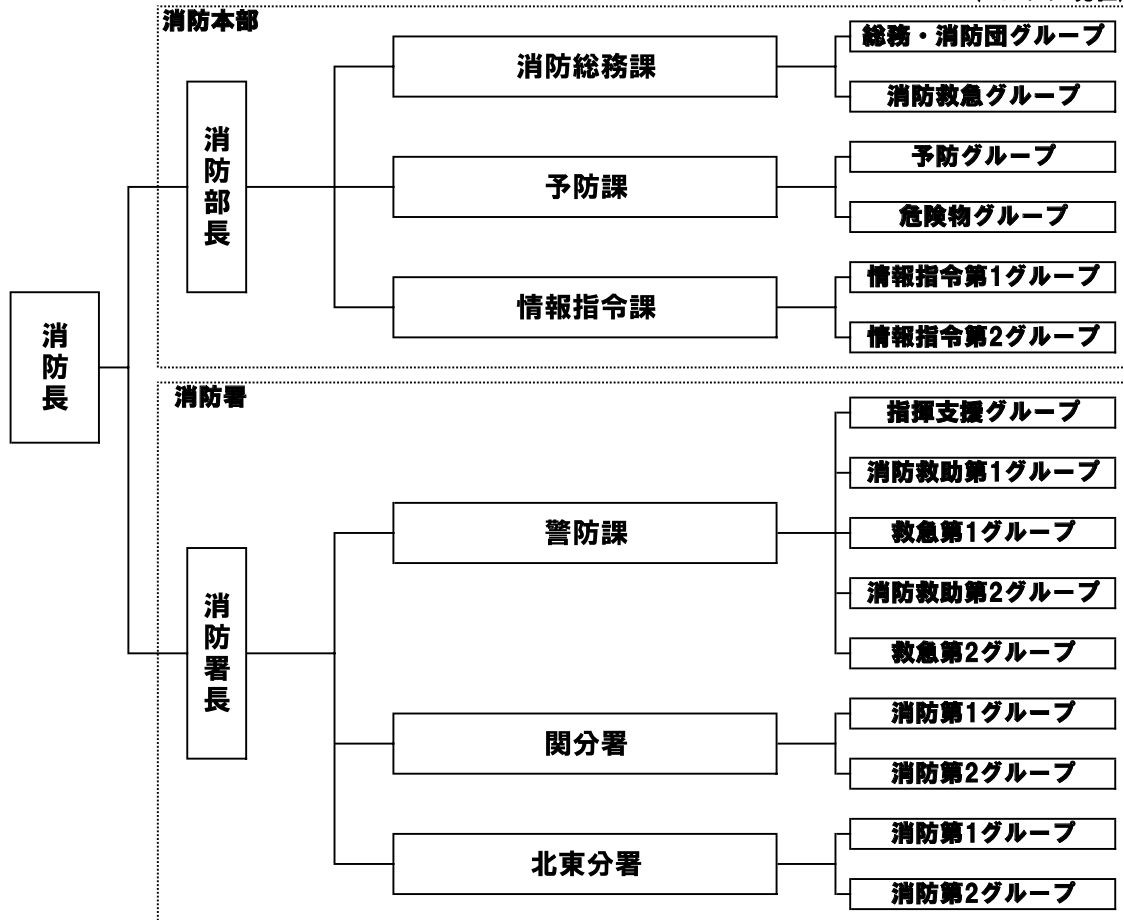 消防本部
総務・消防団グループ
消防総務課
消防救急グループ
消防部長
予防グループ
予防課
危険物グループ
情報指令第1グループ
情報指令課
情報指令第2グループ
消防長
消防署
指揮支援グループ
消防救助第1グループ
警防課
救急第1グループ
消防救助第2グループ
救急第2グループ
消防署長
消防第1グループ
関分署
消防第2グループ
消防第1グループ
北東分署
消防第2グループ